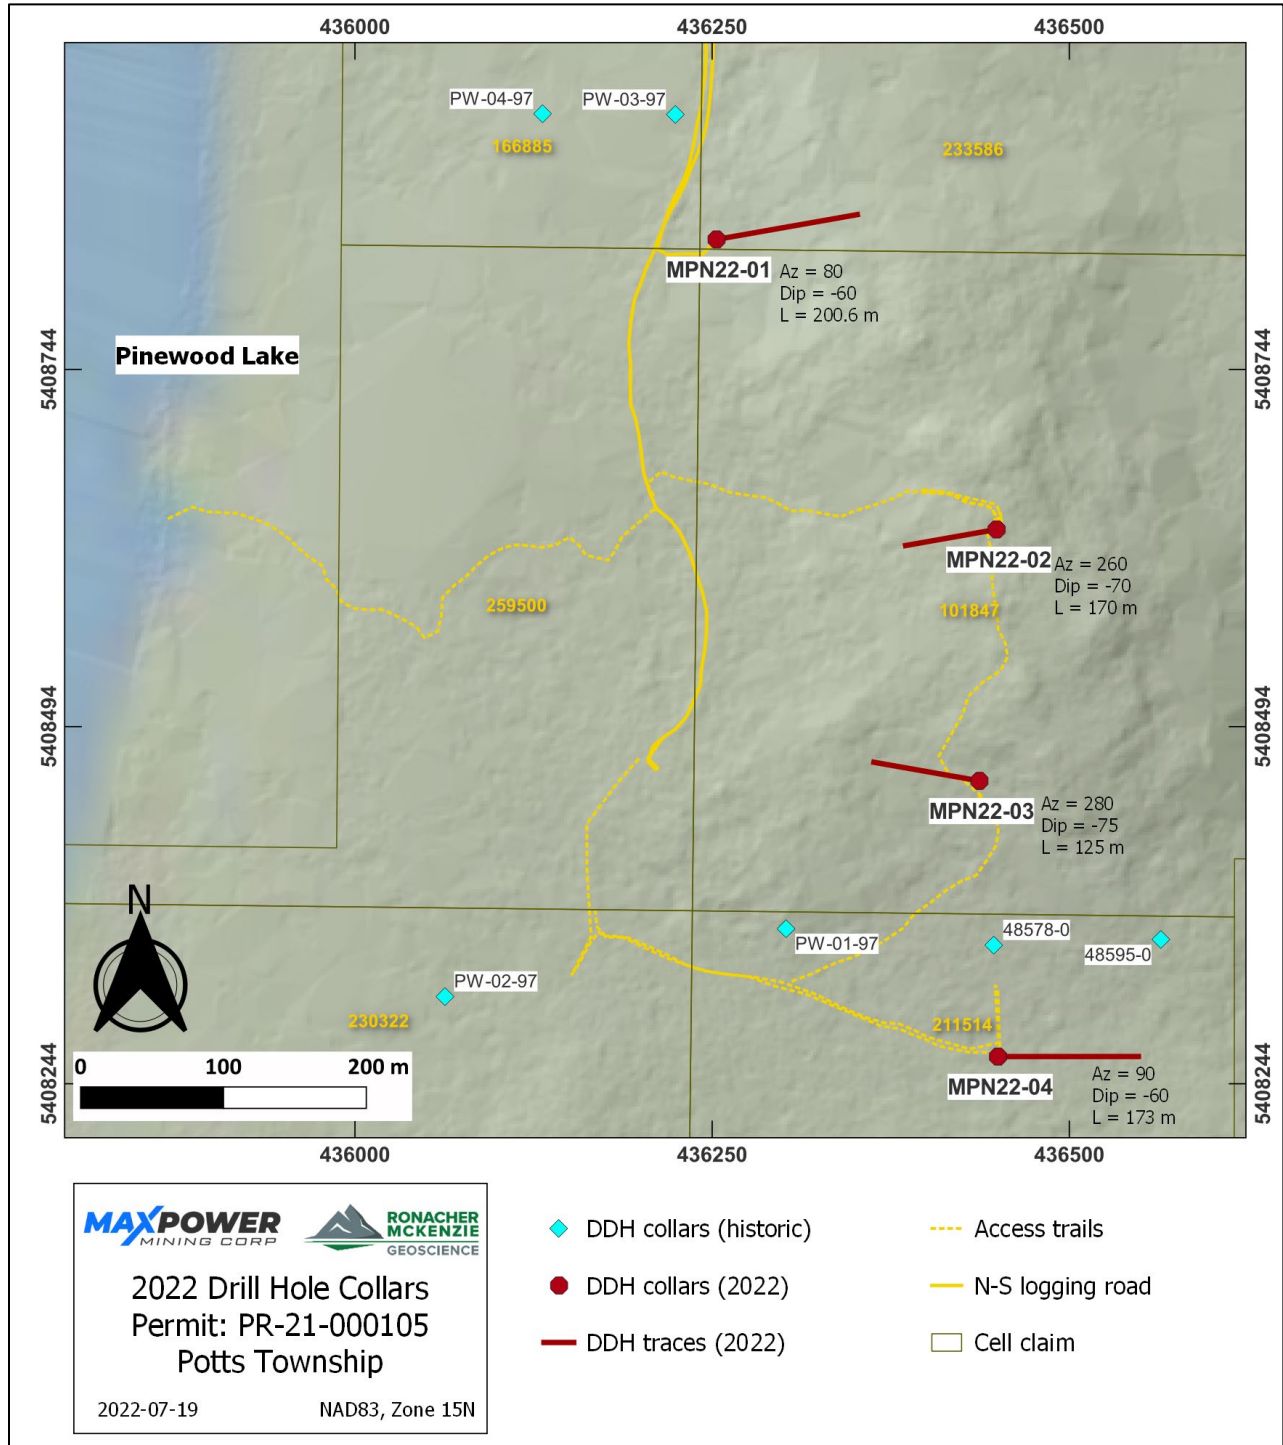 436000 436250 436500
PW-04-97 PW-03-97
166885 233586
MPN22-01
Az = 80
Dip = -60
L = 200.6 m
Pinewood Lake
5408744 5408744
MPN22-02
Az = 260
Dip = -70
L = 170 m
259500 101847
5408494 5408494
MPN22-03
Az = 280
Dip = -75
L = 125 m
N
PW-01-97 48578-0 48595-0
PW-02-97
230322 211514
0 100 200 m
5408244 5408244
MPN22-04
Az = 90
Dip = -60
L = 173 m
436000 436250 436500
MAXPOWER
MINING CORP
RONACHER
MCKENZIE
GEOSCIENCE
2022 Drill Hole Collars
Permit: PR-21-000105
Potts Township
2022-07-19 NAD83, Zone 15N
DDH collars (historic)
DDH collars (2022)
DDH traces (2022)
Access trails
N-S logging road
Cell claim